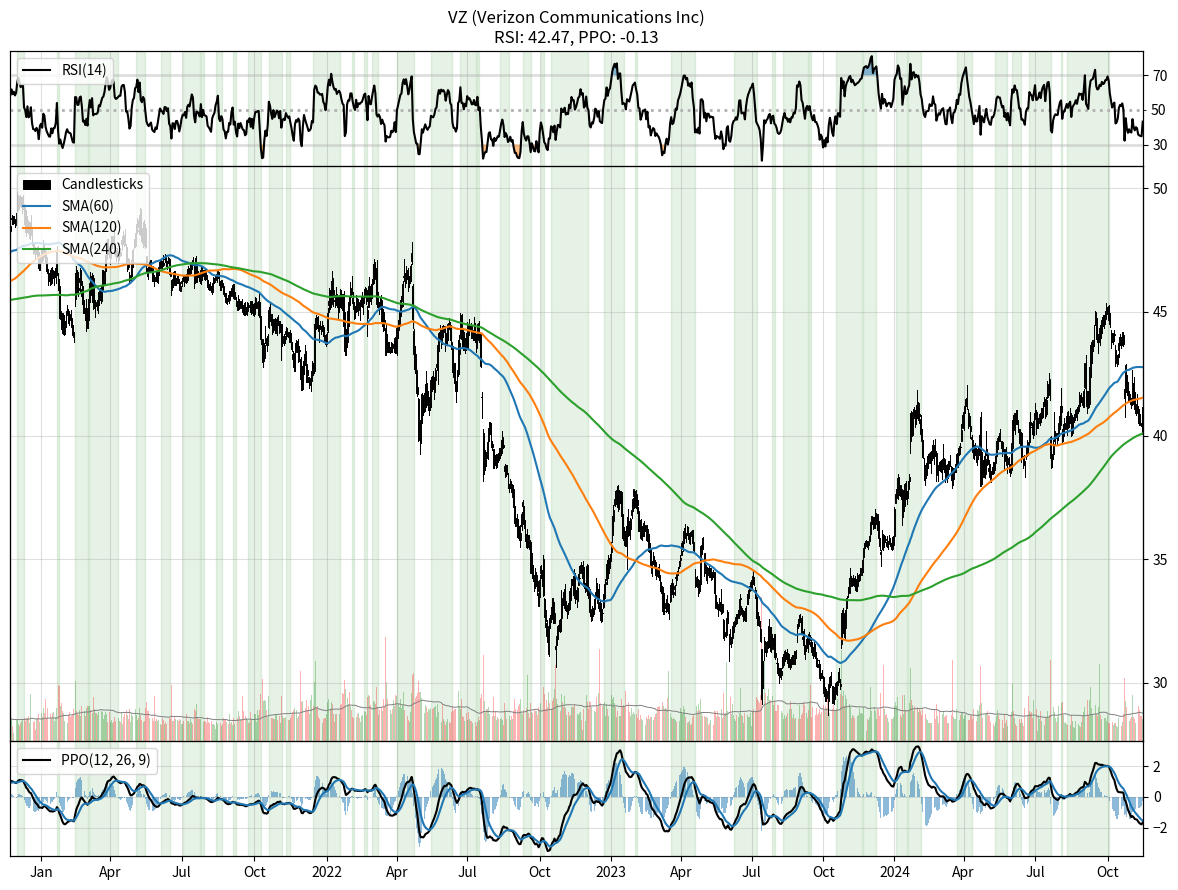 VZ (Verizon Communications Inc)
RSI: 42.47, PPO: -0.13
RSI(14)
70
50
30
Candlesticks
SMA(60)
SMA(120)
SMA(240)
50
45
40
35
30
PPO(12, 26, 9)
2
0
−2
Jan Apr Jul Oct 2022 Apr Jul Oct 2023 Apr Jul Oct 2024 Apr Jul Oct